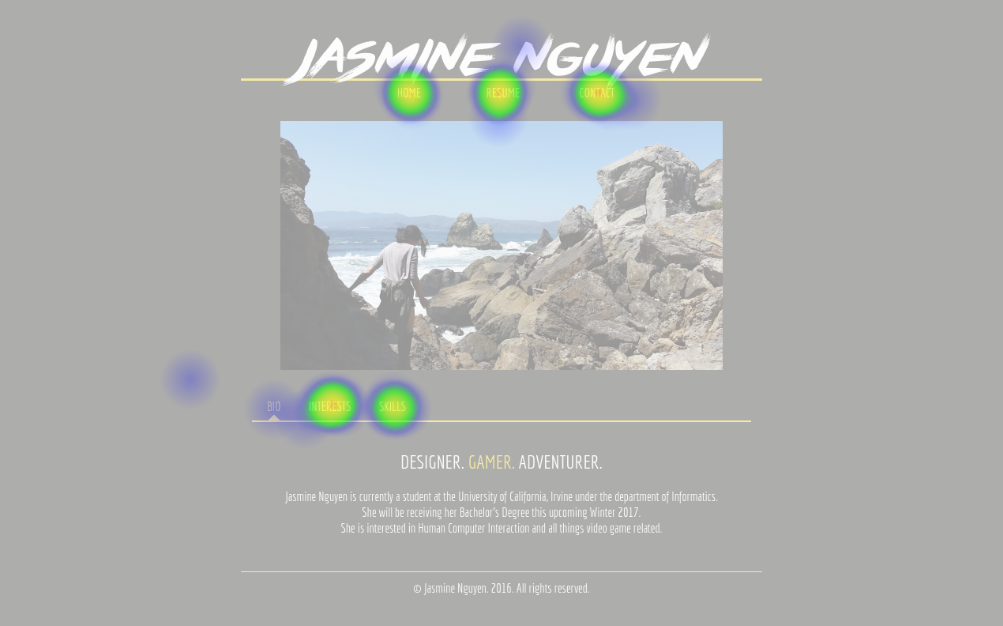 JASMINE NGUYEN
HOME RESUME CONTACT
BIO INTERESTS SKILLS
DESIGNER. GAMER. ADVENTURER.
Jasmine Nguyen is currently a student at the University of California, Irvine under the department of Informatics.
She will be receiving her Bachelor's Degree this upcoming Winter 2017.
She is interested in Human Computer Interaction and all things video game related.
© Jasmine Nguyen. 2016. All rights reserved.